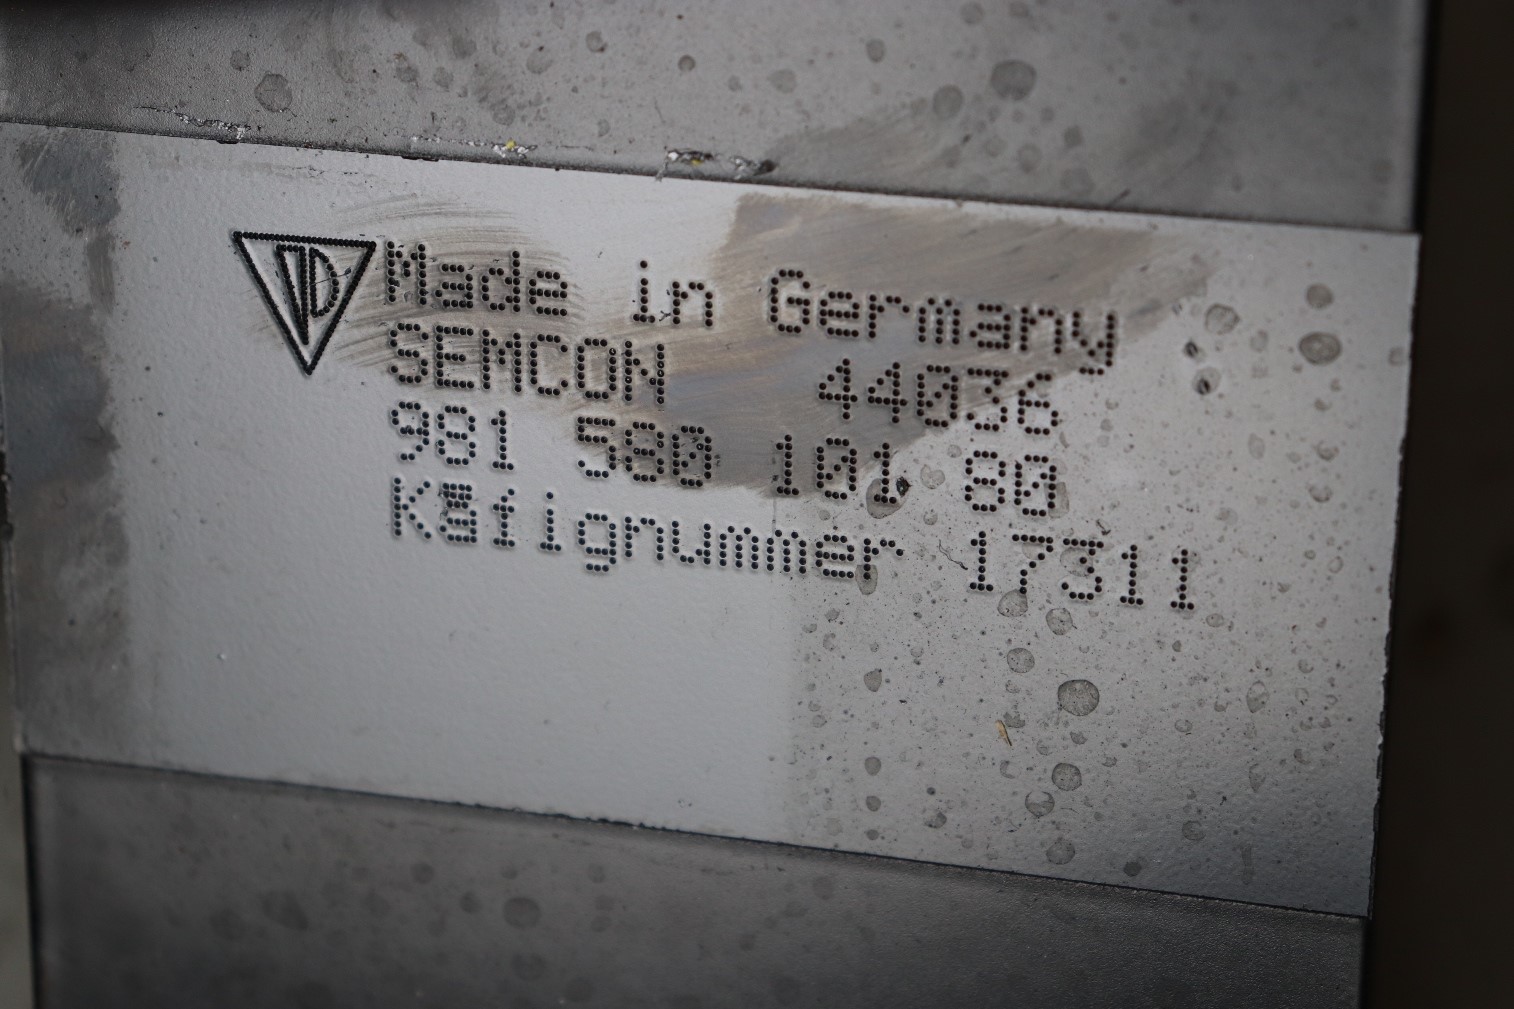 Made in Germany
SEMCON 44036
981 580 101 80
Käfignummer 17311